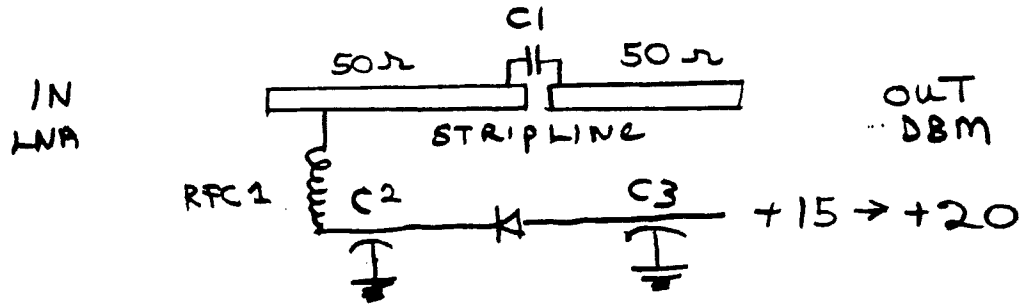 C1
50Ω 50Ω
IN OUT
LNA STRIPLINE DBM
RFC1 C2 C3 +15 → +20